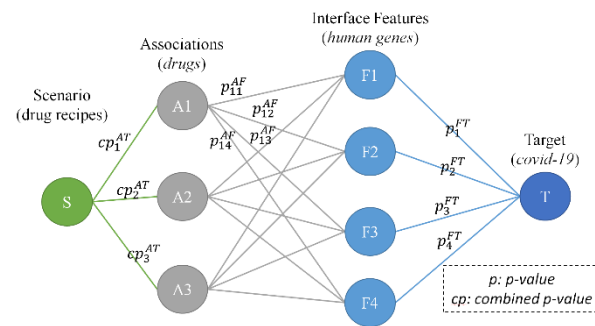 Interface Features
(human genes)
Associations
(drugs)
Scenario
(drug recipes)
Target
(covid-19)
S
A1
A2
A3
F1
F2
F3
F4
T
cp₁ᴬᵀ
cp₂ᴬᵀ
cp₃ᴬᵀ
p₁₁ᴬꟳ
p₁₂ᴬꟳ
p₁₃ᴬꟳ
p₁₄ᴬꟳ
p₁ꟳᵀ
p₂ꟳᵀ
p₃ꟳᵀ
p₄ꟳᵀ
p: p-value
cp: combined p-value